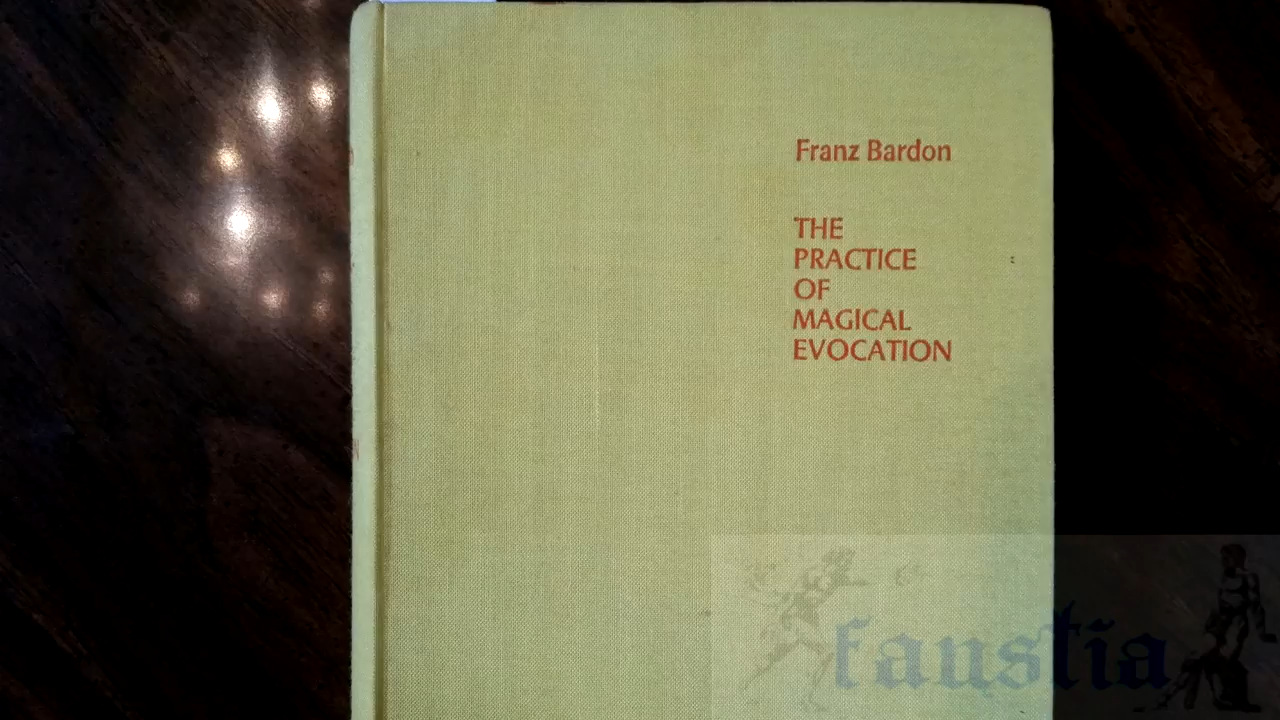 Franz Bardon
THE
PRACTICE
OF
MAGICAL
EVOCATION
faustia